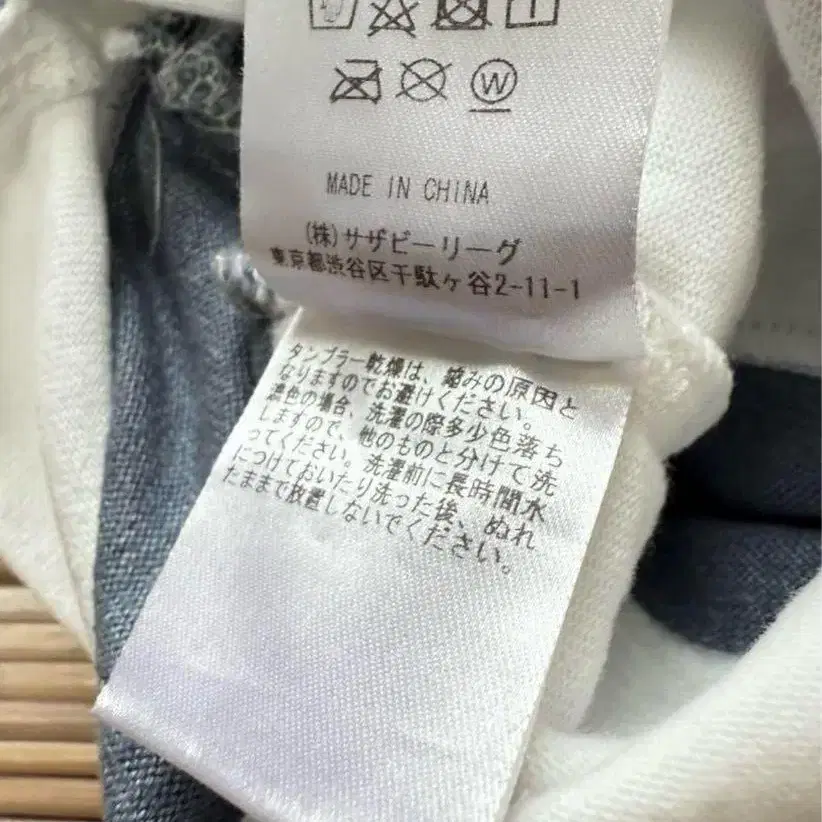 W
MADE IN CHINA
(株)サザビーリーグ
東京都渋谷区千駄ヶ谷2-11-1
タンブラー乾燥は、縮みの原因と
なりますのでお避けください。
濃色の場合、洗濯の際多少色落ち
しますので、他のものと分けて洗
ってください。洗濯前に長時間水
につけておいたり洗った後、ぬれ
たままで放置しないでください。